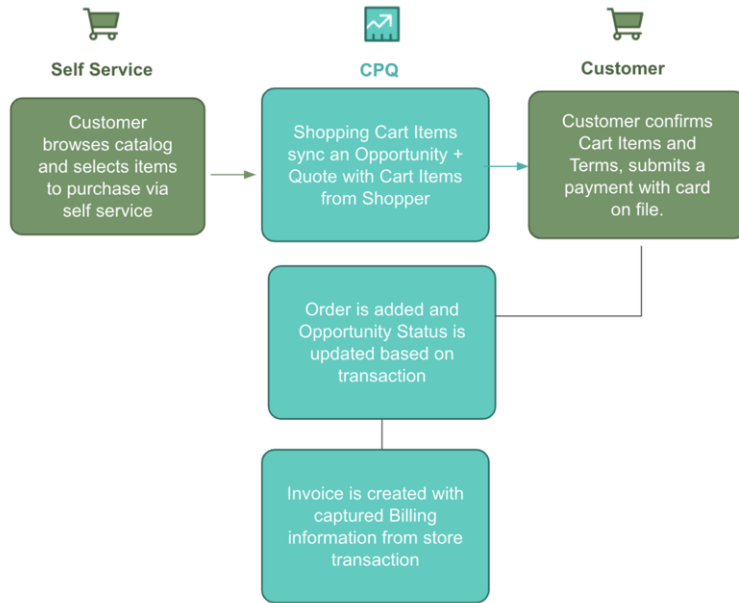 Self Service
CPQ
Customer
Customer
browses catalog
and selects items
to purchase via
self service
Shopping Cart Items
sync an Opportunity +
Quote with Cart Items
from Shopper
Customer confirms
Cart Items and
Terms, submits a
payment with card
on file.
Order is added and
Opportunity Status is
updated based on
transaction
Invoice is created with
captured Billing
information from store
transaction